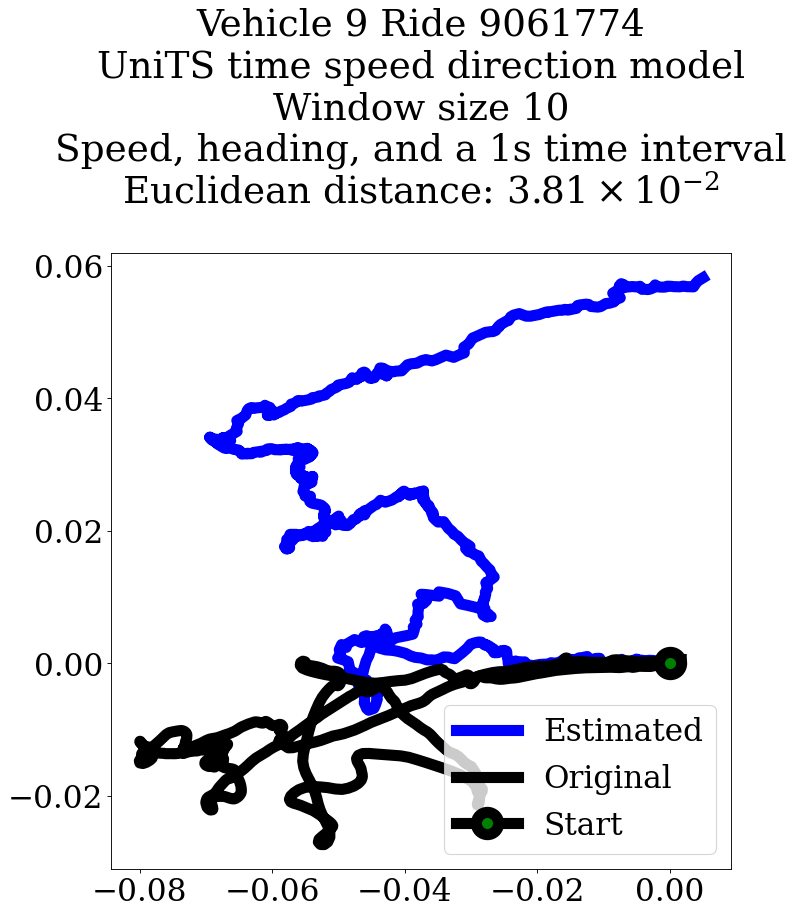 Vehicle 9 Ride 9061774
UniTS time speed direction model
Window size 10
Speed, heading, and a 1s time interval
Euclidean distance: 3.81 × 10⁻²
0.06
0.04
0.02
0.00
−0.02
Estimated
Original
Start
−0.08
−0.06
−0.04
−0.02
0.00